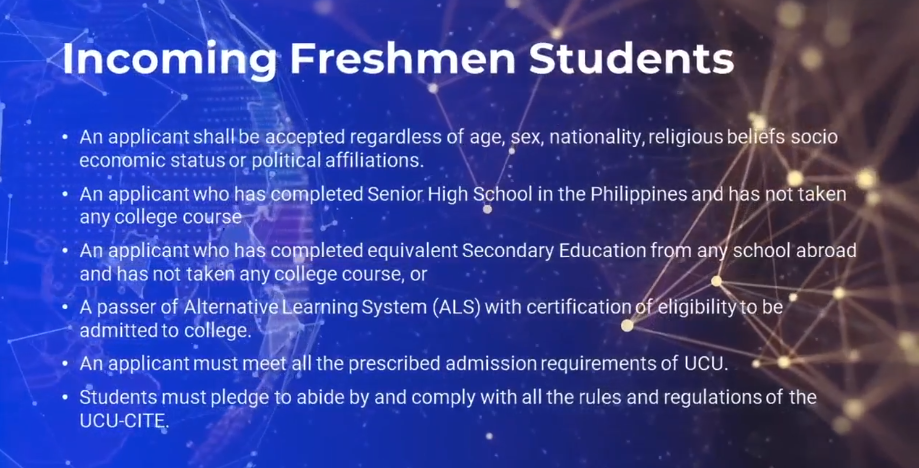 Incoming Freshmen Students
• An applicant shall be accepted regardless of age, sex, nationality, religious beliefs socio
economic status or political affiliations.
• An applicant who has completed Senior High School in the Philippines and has not taken
any college course
• An applicant who has completed equivalent Secondary Education from any school abroad
and has not taken any college course, or
• A passer of Alternative Learning System (ALS) with certification of eligibility to be
admitted to college.
• An applicant must meet all the prescribed admission requirements of UCU.
• Students must pledge to abide by and comply with all the rules and regulations of the
UCU-CITE.